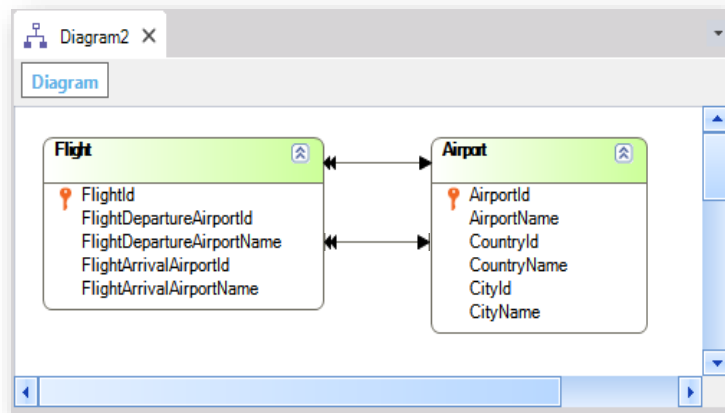 Diagram2
Diagram
Flight
FlightId
FlightDepartureAirportId
FlightDepartureAirportName
FlightArrivalAirportId
FlightArrivalAirportName
Airport
AirportId
AirportName
CountryId
CountryName
CityId
CityName